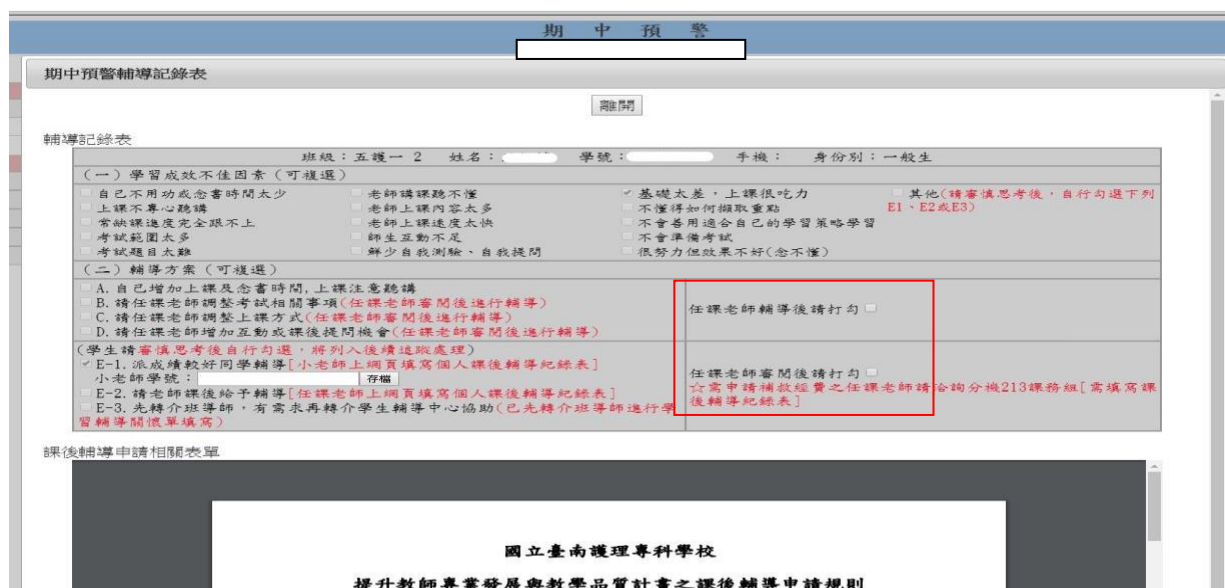 期 中 預 警
期中預警輔導記錄表
離開
輔導記錄表
班級：五護一 2 姓名： 學號： 手機： 身份別：一般生
(一) 學習成效不佳因素 (可複選)
自己不用功或念書時間太少 老師講課聽不懂 基礎太差，上課很吃力 其他(請審慎思考後，自行勾選下列
上課不專心聽講 老師上課內容太多 不懂得如何擷取重點 E1、E2或E3)
常缺課進度完全跟不上 老師上課速度太快 不會善用適合自己的學習策略學習
考試範圍太多 師生互動不足 不會準備考試
考試題目太難 鮮少自我測驗、自我提問 很努力但效果不好(念不懂)
(二) 輔導方案 (可複選)
A. 自己增加上課及念書時間, 上課注意聽講
B. 請任課老師調整考試相關事項(任課老師審閱後進行輔導)
C. 請任課老師調整上課方式(任課老師審閱後進行輔導)
D. 請任課老師增加互動或課後提問機會(任課老師審閱後進行輔導)
任課老師輔導後請打勾
(學生請審慎思考後自行勾選，將列入後續追蹤處理)
E-1. 派成績較好同學輔導[小老師上網頁填寫個人課後輔導紀錄表]
小老師學號： 存檔
E-2. 請老師課後給予輔導[任課老師上網頁填寫個人課後輔導紀錄表]
E-3. 先轉介班導師，有需求再轉介學生輔導中心協助(已先轉介班導師進行學
習輔導關懷單填寫)
任課老師審閱後請打勾
☆需申請補救經費之任課老師請洽詢分機213課務組[需填寫課
後輔導紀錄表]
課後輔導申請相關表單
國立臺南護理專科學校
提升教師專業發展與教學品質計畫之課後輔導申請規則